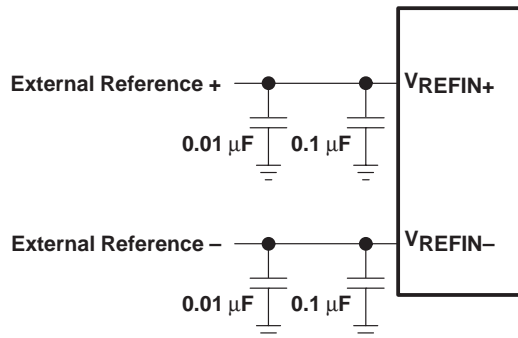 External Reference +
VREFIN+
0.01 µF
0.1 µF
External Reference –
VREFIN–
0.01 µF
0.1 µF